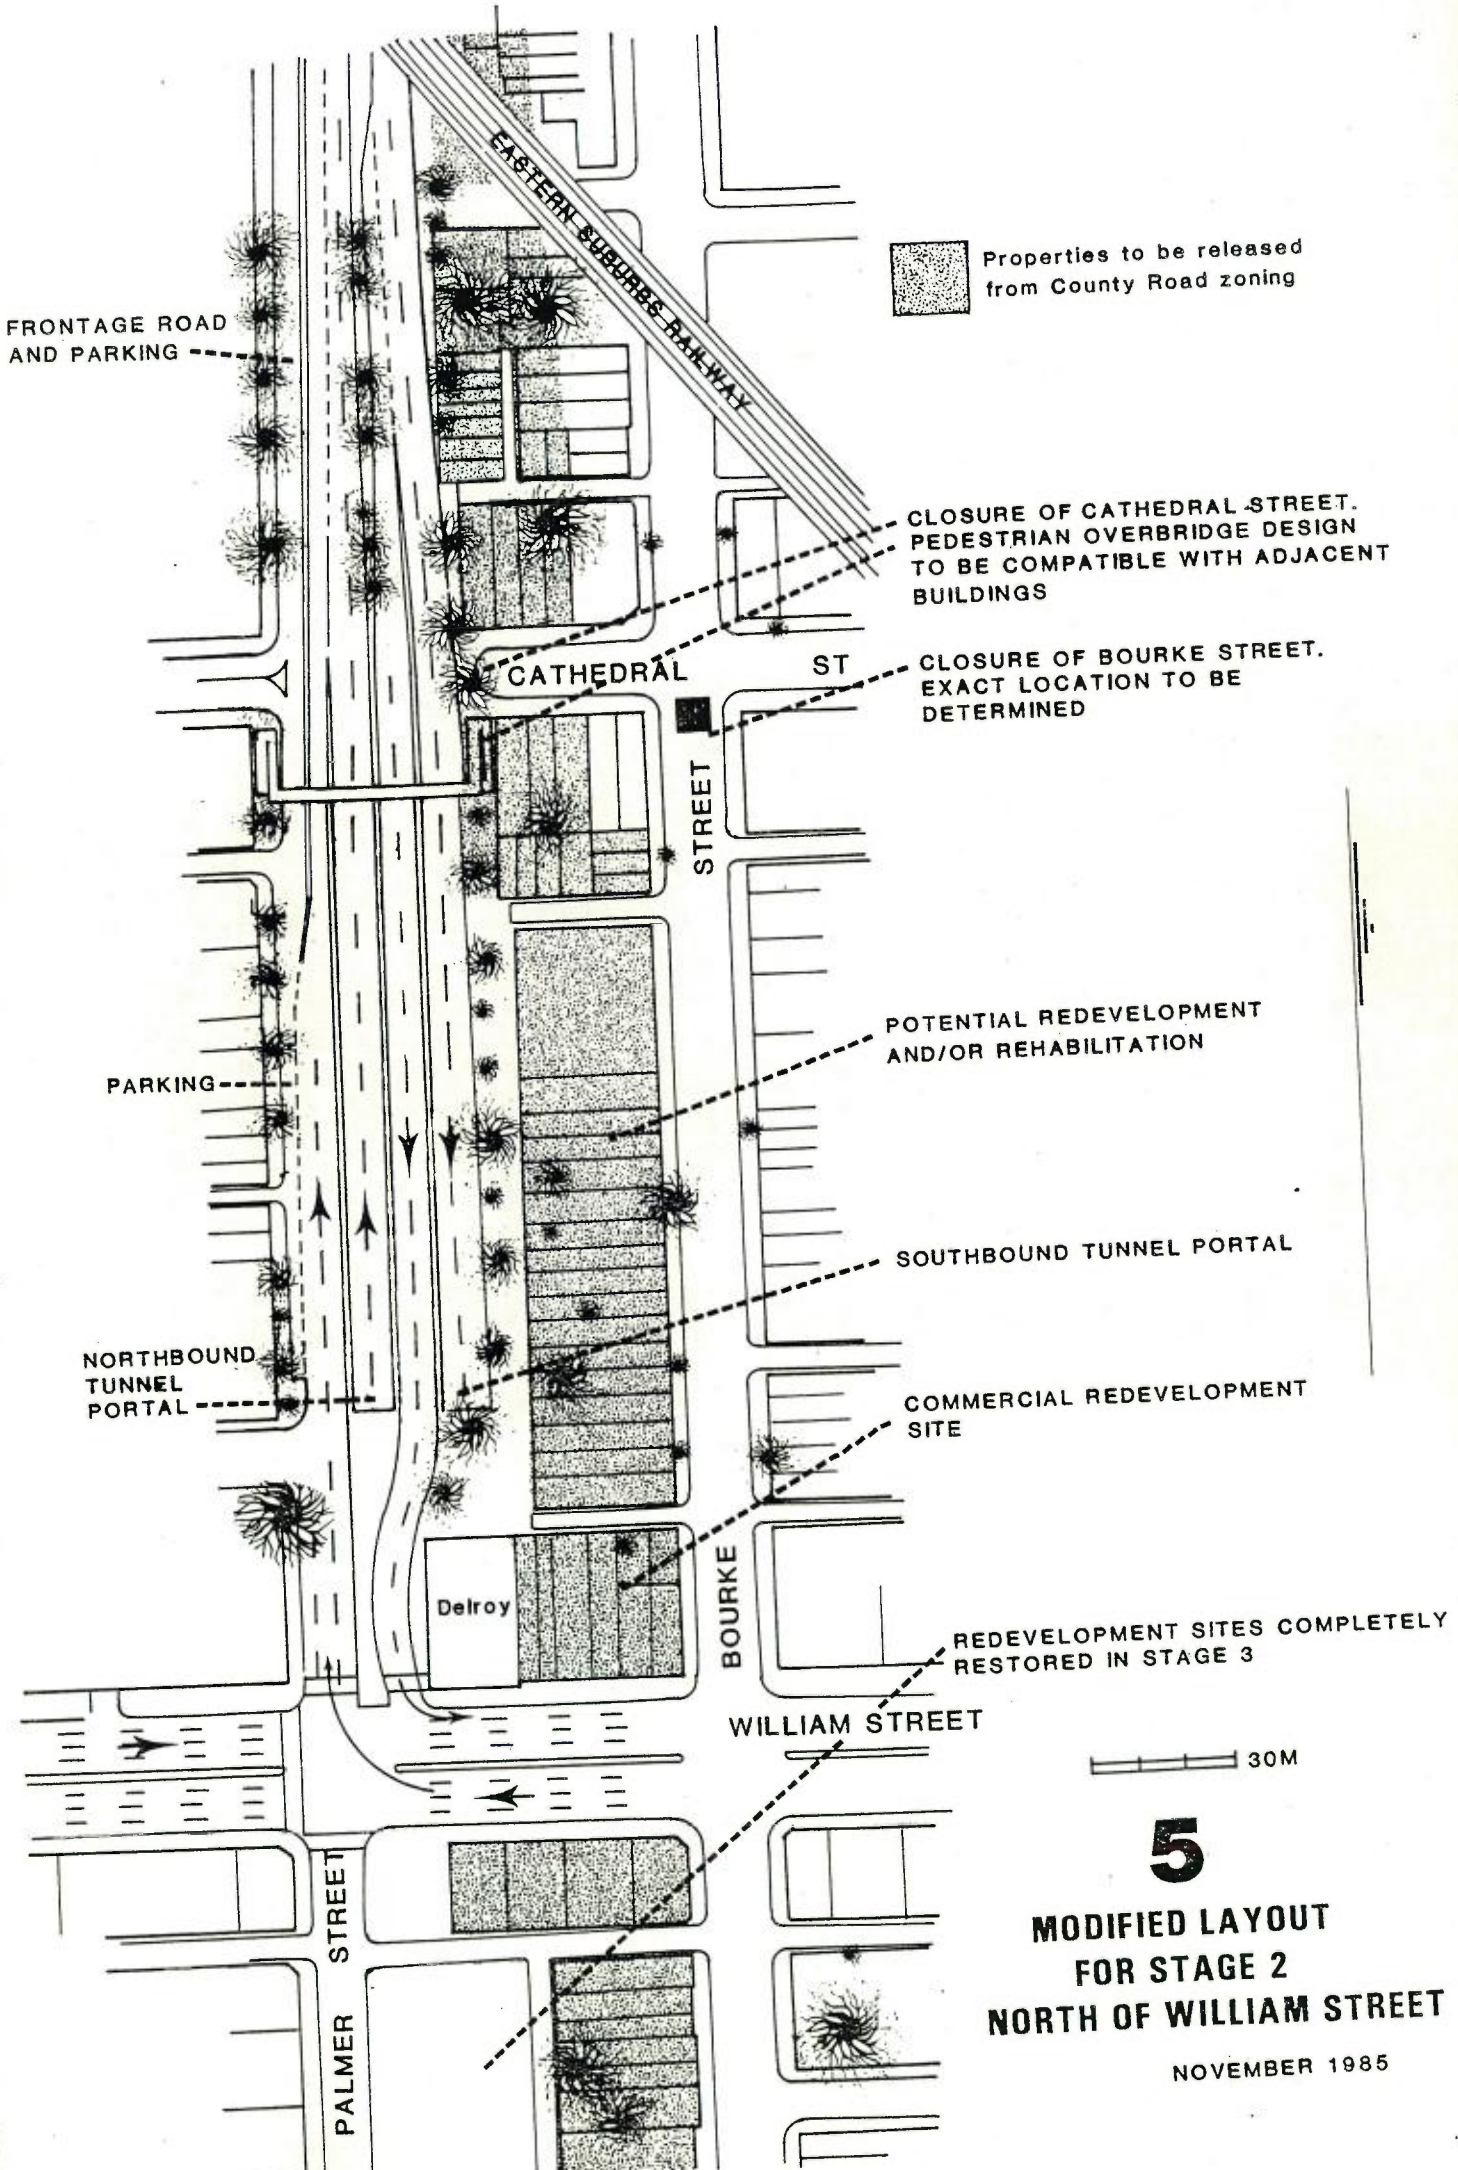 EASTERN SUBURBS RAILWAY
Properties to be released
from County Road zoning
FRONTAGE ROAD
AND PARKING
CLOSURE OF CATHEDRAL STREET.
PEDESTRIAN OVERBRIDGE DESIGN
TO BE COMPATIBLE WITH ADJACENT
BUILDINGS
CATHEDRAL ST
CLOSURE OF BOURKE STREET.
EXACT LOCATION TO BE
DETERMINED
STREET
POTENTIAL REDEVELOPMENT
AND/OR REHABILITATION
PARKING
SOUTHBOUND TUNNEL PORTAL
NORTHBOUND
TUNNEL
PORTAL
COMMERCIAL REDEVELOPMENT
SITE
Delroy
BOURKE
REDEVELOPMENT SITES COMPLETELY
RESTORED IN STAGE 3
WILLIAM STREET
30M
5
MODIFIED LAYOUT
FOR STAGE 2
NORTH OF WILLIAM STREET
NOVEMBER 1985
PALMER STREET